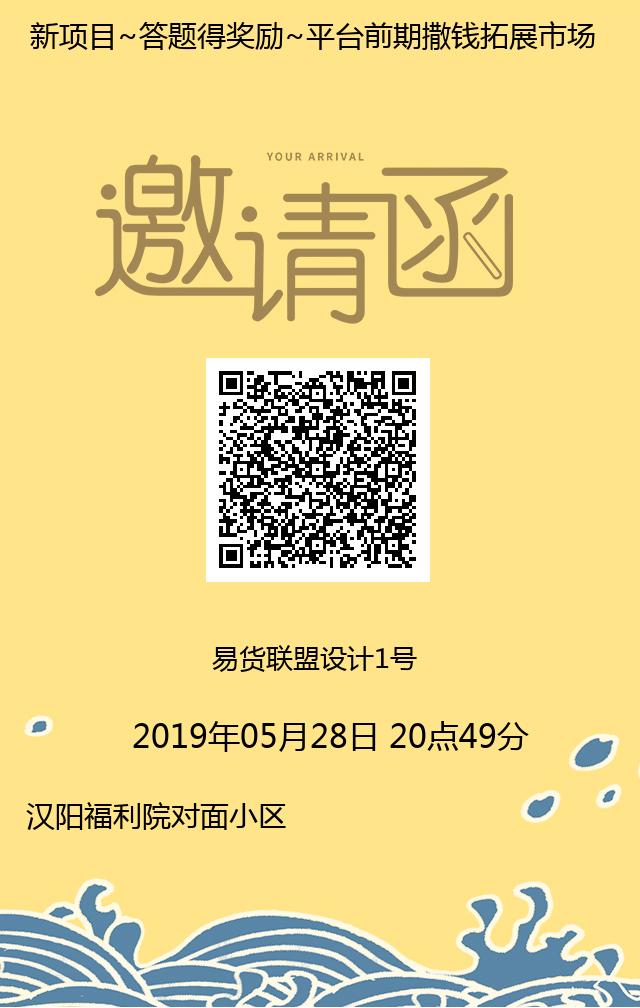 新项目~答题得奖励~平台前期撒钱拓展市场
YOUR ARRIVAL
邀请函
易货联盟设计1号
2019年05月28日 20点49分
汉阳福利院对面小区